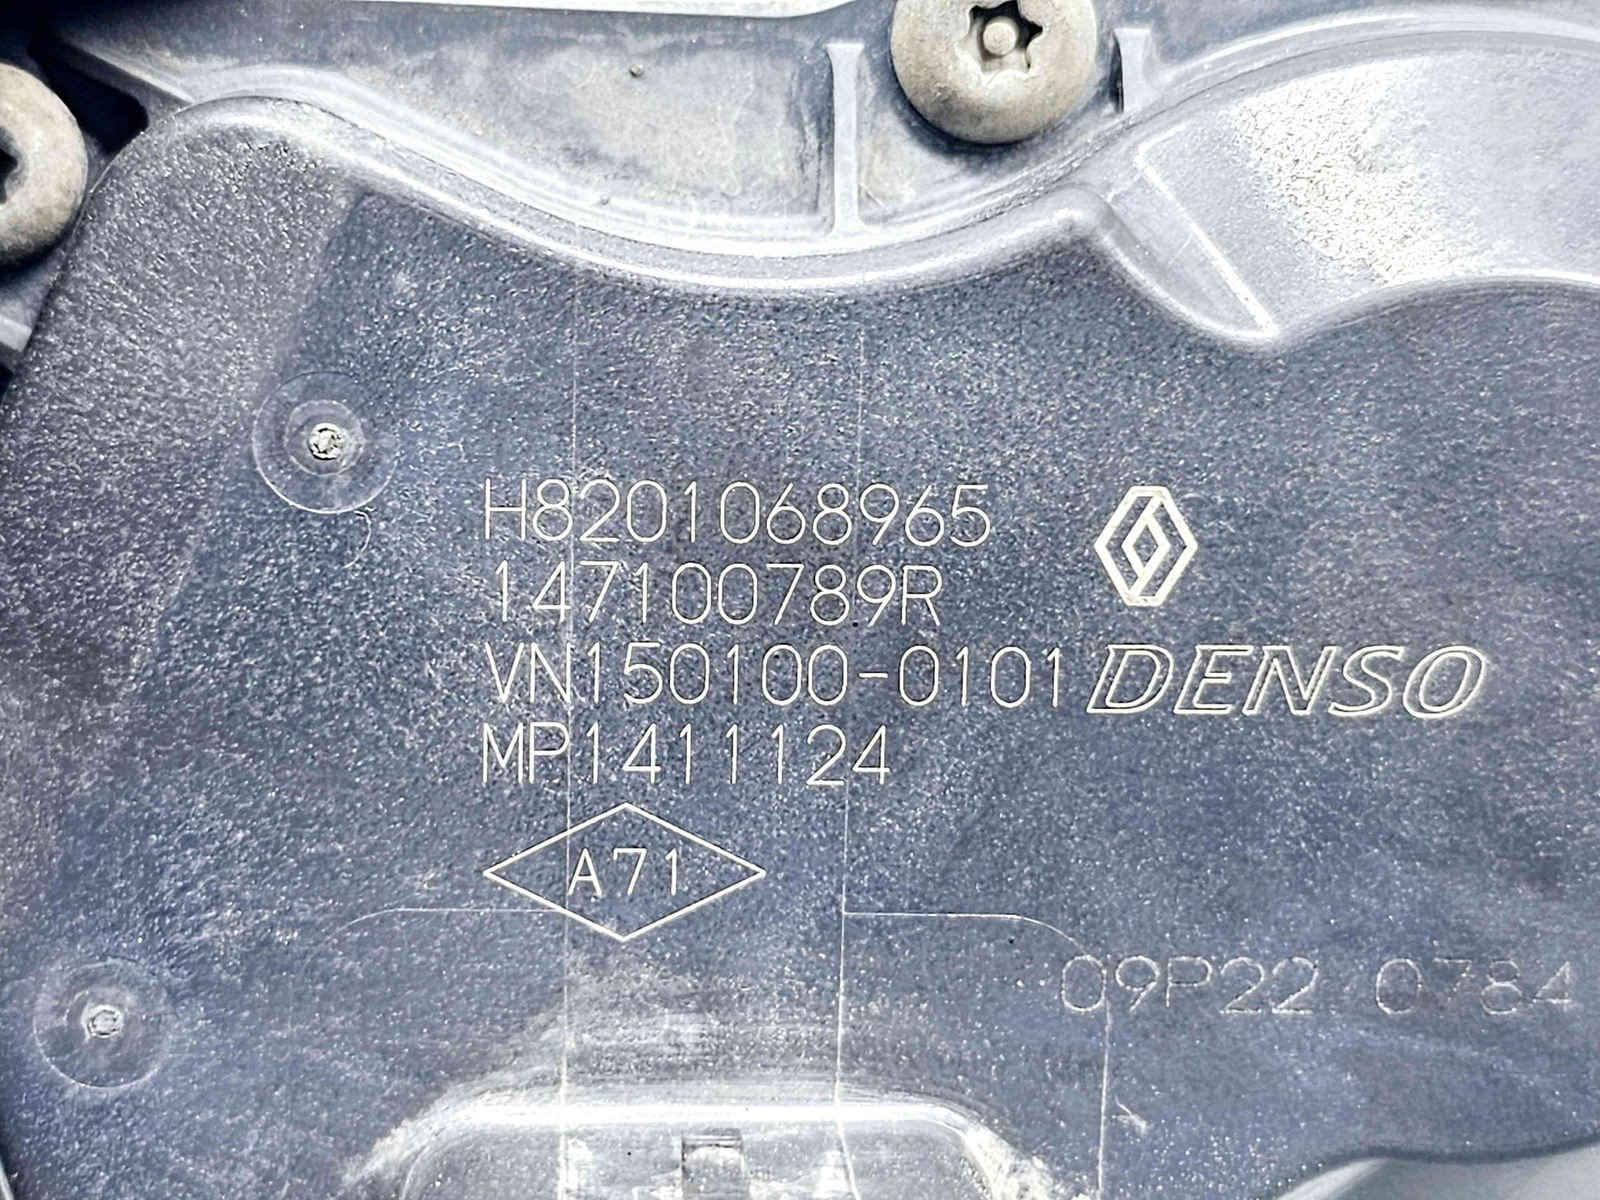 H8201068965
147100789R
VN150100-0101 DENSO
MP1411124
A71
09P22 0784